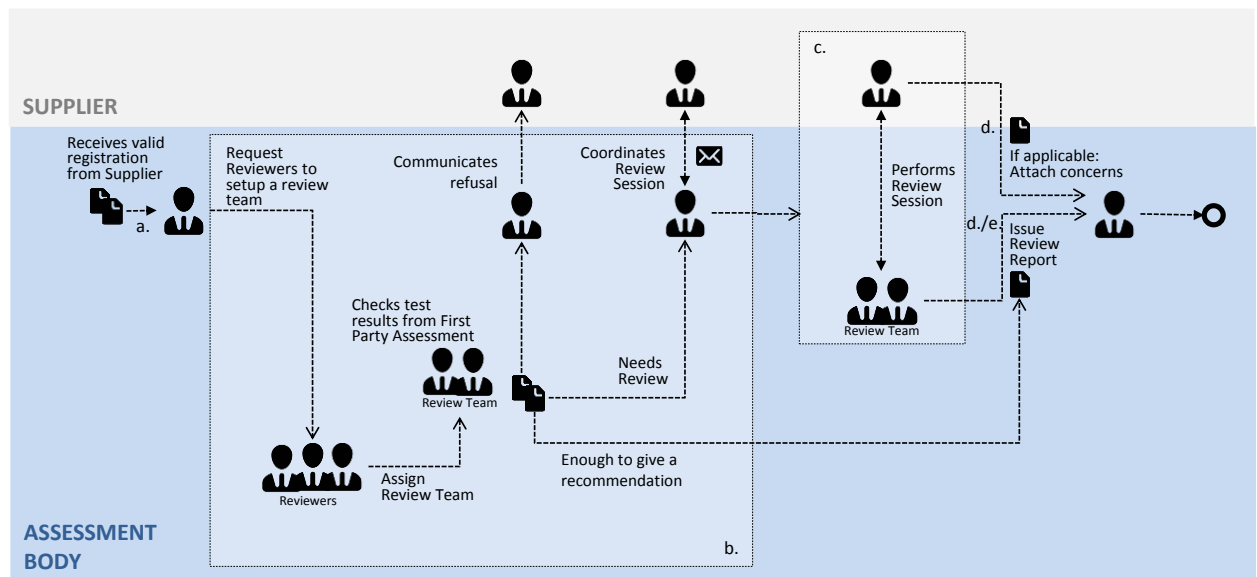 SUPPLIER
Receives valid
registration
from Supplier
a.
Request
Reviewers to
setup a review
team
Communicates
refusal
Coordinates
Review
Session
c.
Performs
Review
Session
Review Team
d.
If applicable:
Attach concerns
d./e.
Issue
Review
Report
Checks test
results from First
Party Assessment
Review Team
Needs
Review
Enough to give a
recommendation
Reviewers
Assign
Review Team
b.
ASSESSMENT
BODY